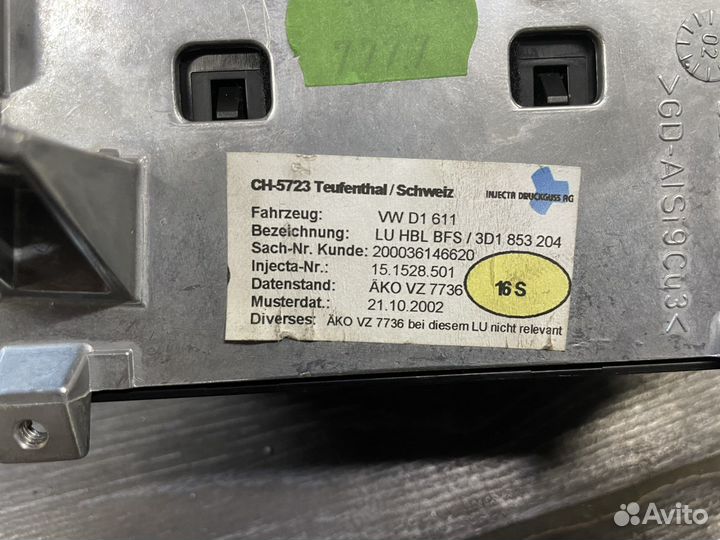 7777
02
>GD-AlSi9Cu3<
CH-5723 Teufenthal / Schweiz
INJECTA DRUCKGUSS AG
Fahrzeug: VW D1 611
Bezeichnung: LU HBL BFS / 3D1 853 204
Sach-Nr. Kunde: 200036146620
Injecta-Nr.: 15.1528.501
Datenstand: ÄKO VZ 7736
16 S
Musterdat.: 21.10.2002
Diverses: ÄKO VZ 7736 bei diesem LU nicht relevant
Avito